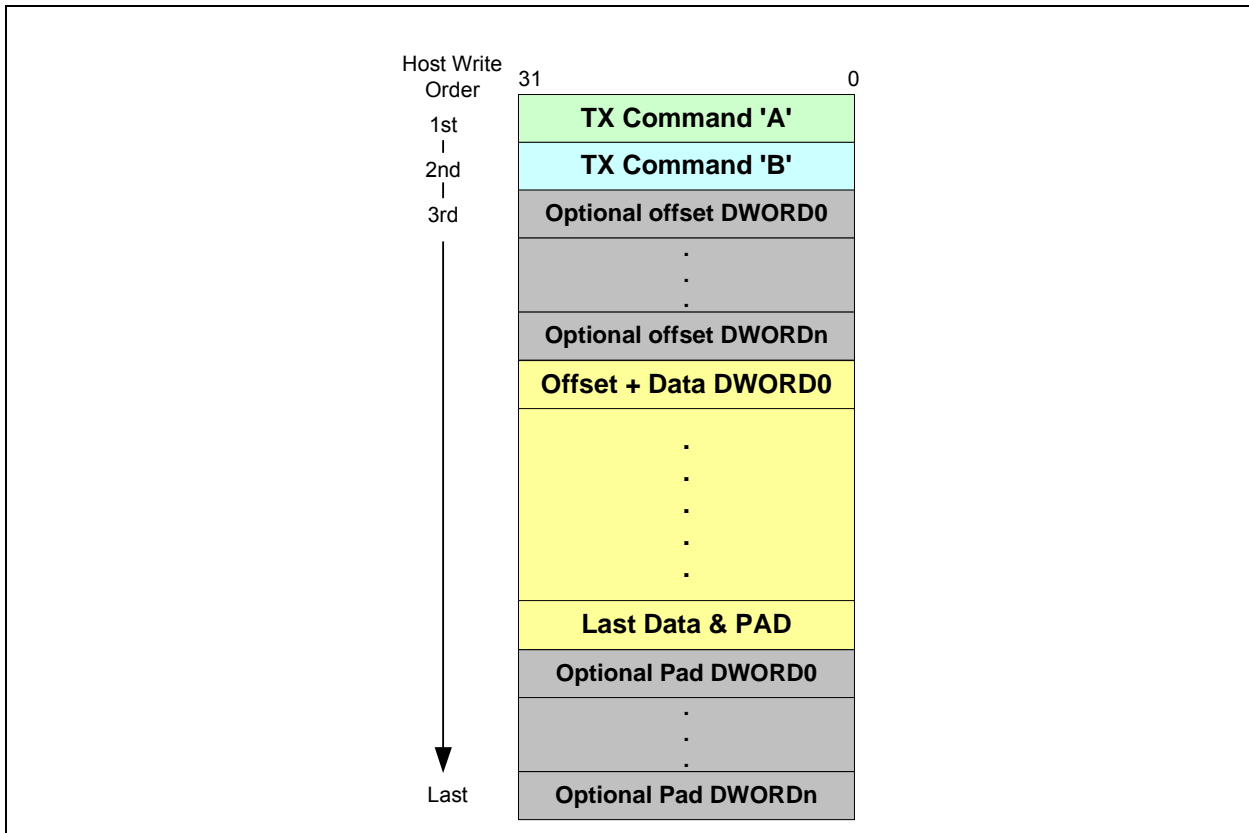 Host Write
Order
31
0
1st
TX Command 'A'
2nd
TX Command 'B'
3rd
Optional offset DWORD0
.
.
.
Optional offset DWORDn
Offset + Data DWORD0
.
.
.
.
.
Last Data & PAD
Optional Pad DWORD0
.
.
.
Last
Optional Pad DWORDn